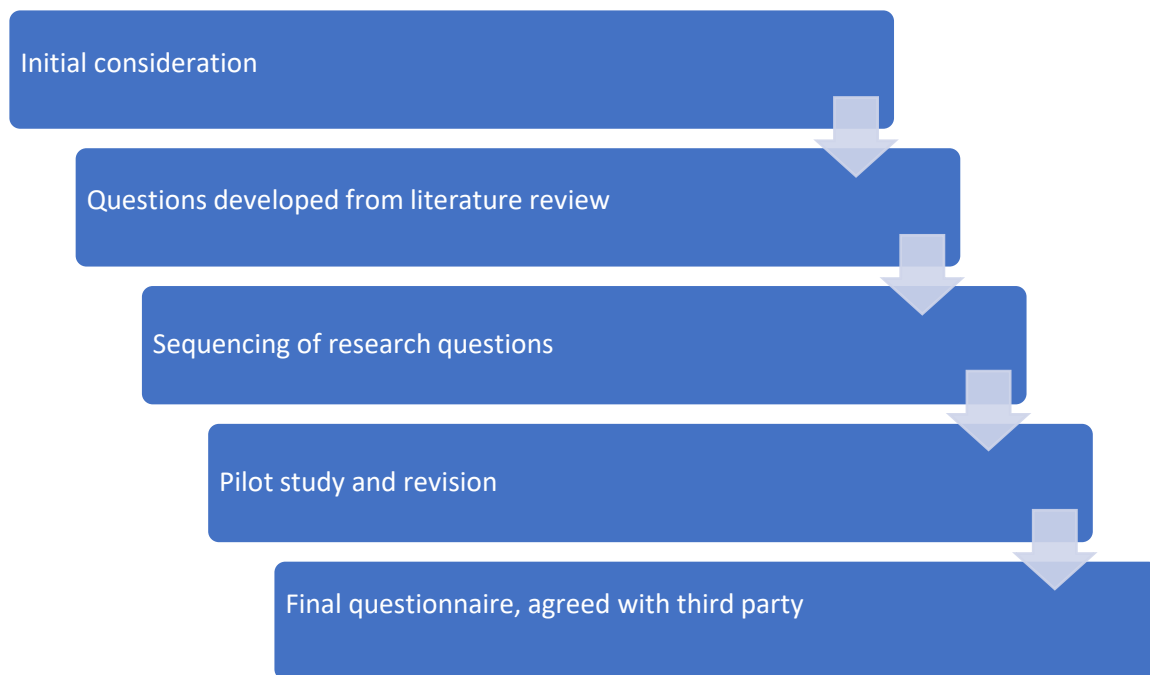 Initial consideration
Questions developed from literature review
Sequencing of research questions
Pilot study and revision
Final questionnaire, agreed with third party